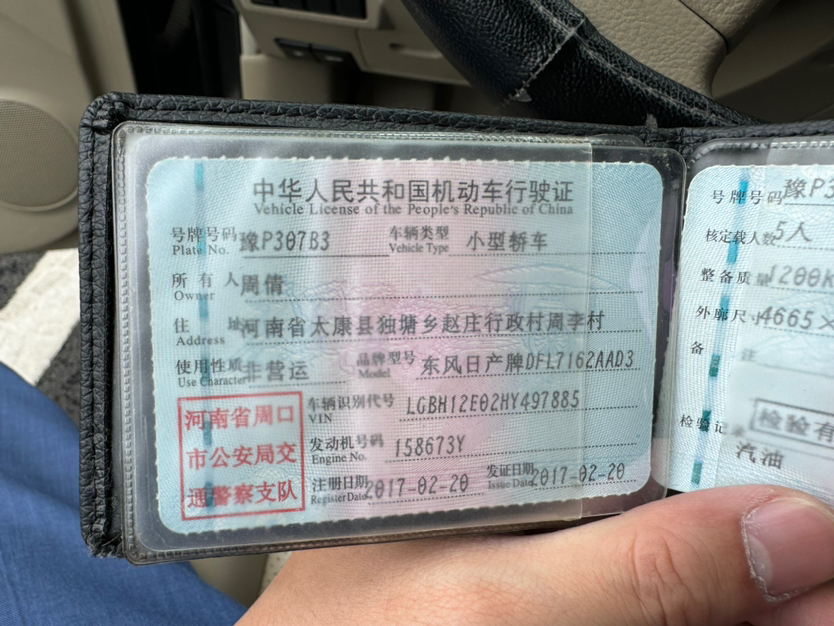 中华人民共和国机动车行驶证
Vehicle License of the People's Republic of China
号牌号码 豫P307B3 车辆类型 小型轿车
Plate No. Vehicle Type
所有人 周倩
Owner
住址 河南省太康县独塘乡赵庄行政村周李村
Address
使用性质 非营运 品牌型号 东风日产牌DFL7162AAD3
Use Character Model
河南省周口
市公安局交
通警察支队
车辆识别代号 LGBH12E02HY497885
VIN
发动机号码 158673Y
Engine No.
注册日期 2017-02-20 发证日期 2017-02-20
Register Date Issue Date
号牌号码 豫P3
核定载人数 5人
整备质量 1200K
外廓尺寸 4665×
备注
检验记 检验有
汽油